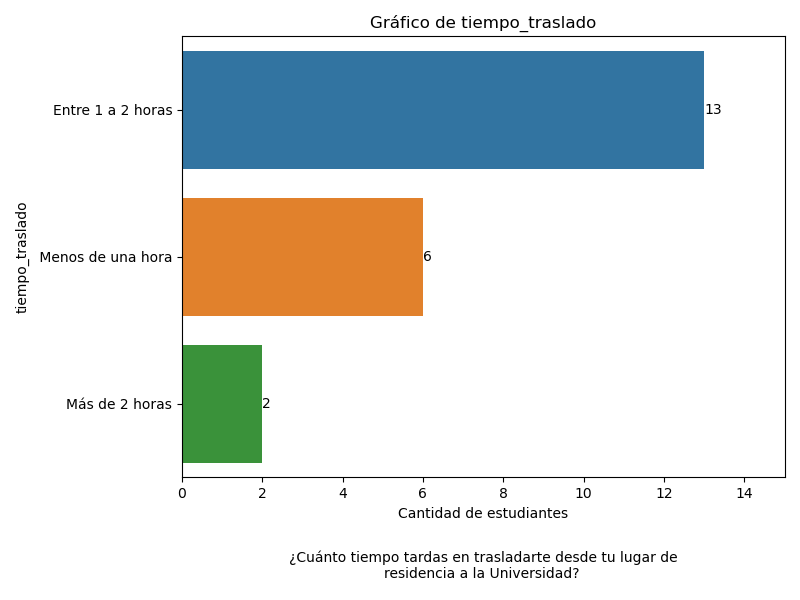 Gráfico de tiempo_traslado
Entre 1 a 2 horas
13
Menos de una hora
6
Más de 2 horas
2
tiempo_traslado
0 2 4 6 8 10 12 14
Cantidad de estudiantes
¿Cuánto tiempo tardas en trasladarte desde tu lugar de
residencia a la Universidad?